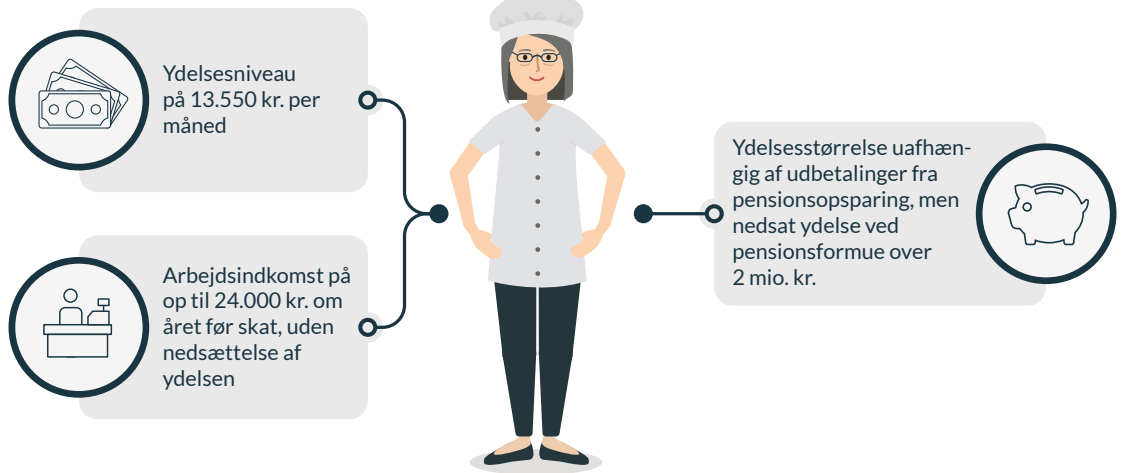 Ydelsesniveau
på 13.550 kr. per
måned
Arbejdsindkomst på
op til 24.000 kr. om
året før skat, uden
nedsættelse af
ydelsen
Ydelsesstørrelse uafhæn-
gig af udbetalinger fra
pensionsopsparing, men
nedsat ydelse ved
pensionsformue over
2 mio. kr.